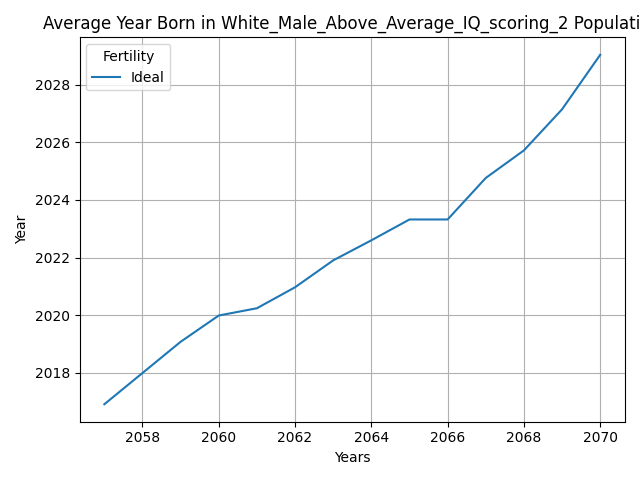 Average Year Born in White_Male_Above_Average_IQ_scoring_2 Populati
Fertility
Ideal
2028
2026
2024
2022
2020
2018
Year
2058 2060 2062 2064 2066 2068 2070
Years